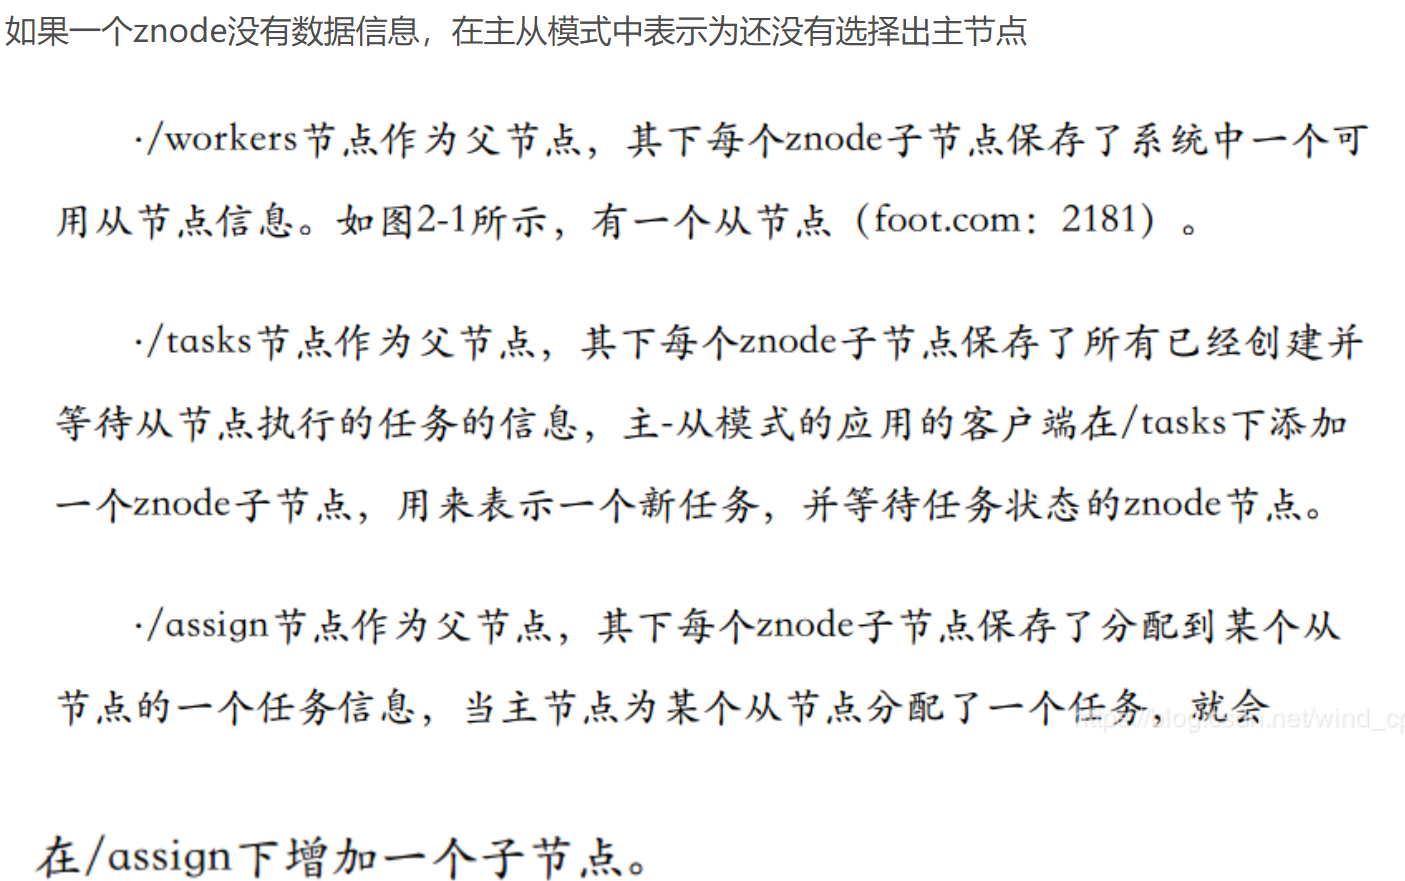 如果一个znode没有数据信息，在主从模式中表示为还没有选择出主节点
·/workers节点作为父节点，其下每个znode子节点保存了系统中一个可
用从节点信息。如图2-1所示，有一个从节点（foot.com：2181）。
·/tasks节点作为父节点，其下每个znode子节点保存了所有已经创建并
等待从节点执行的任务的信息，主-从模式的应用的客户端在/tasks下添加
一个znode子节点，用来表示一个新任务，并等待任务状态的znode节点。
·/assign节点作为父节点，其下每个znode子节点保存了分配到某个从
节点的一个任务信息，当主节点为某个从节点分配了一个任务，就会
https://blog.csdn.net/wind_cp
在/assign下增加一个子节点。